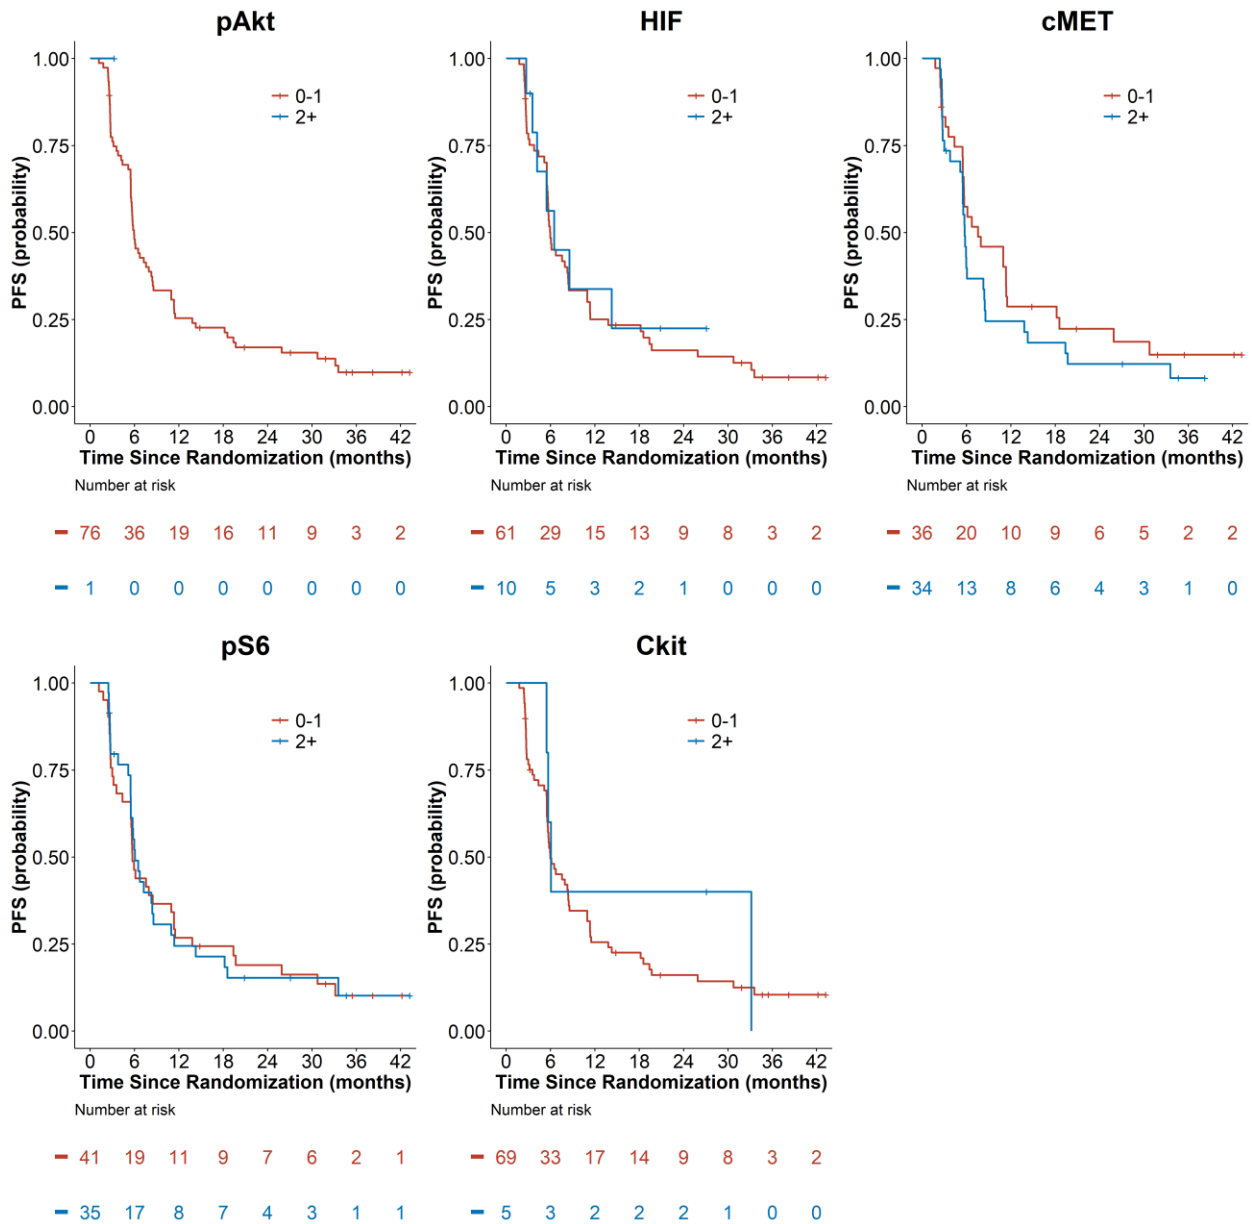 pAkt
1.00
0.75
0.50
0.25
0.00
PFS (probability)
0-1
2+
0 6 12 18 24 30 36 42
Time Since Randomization (months)
Number at risk
76 36 19 16 11 9 3 2
1 0 0 0 0 0 0 0
HIF
1.00
0.75
0.50
0.25
0.00
PFS (probability)
0-1
2+
0 6 12 18 24 30 36 42
Time Since Randomization (months)
Number at risk
61 29 15 13 9 8 3 2
10 5 3 2 1 0 0 0
cMET
1.00
0.75
0.50
0.25
0.00
PFS (probability)
0-1
2+
0 6 12 18 24 30 36 42
Time Since Randomization (months)
Number at risk
36 20 10 9 6 5 2 2
34 13 8 6 4 3 1 0
pS6
1.00
0.75
0.50
0.25
0.00
PFS (probability)
0-1
2+
0 6 12 18 24 30 36 42
Time Since Randomization (months)
Number at risk
41 19 11 9 7 6 2 1
35 17 8 7 4 3 1 1
Ckit
1.00
0.75
0.50
0.25
0.00
PFS (probability)
0-1
2+
0 6 12 18 24 30 36 42
Time Since Randomization (months)
Number at risk
69 33 17 14 9 8 3 2
5 3 2 2 2 1 0 0